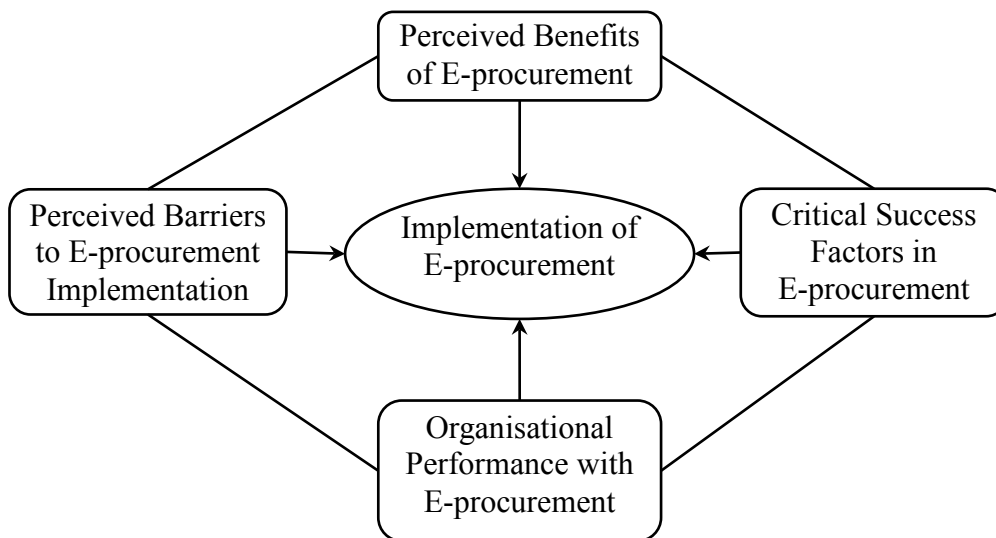 Perceived Benefits
of E-procurement
Perceived Barriers
to E-procurement
Implementation
Implementation of
E-procurement
Critical Success
Factors in
E-procurement
Organisational
Performance with
E-procurement